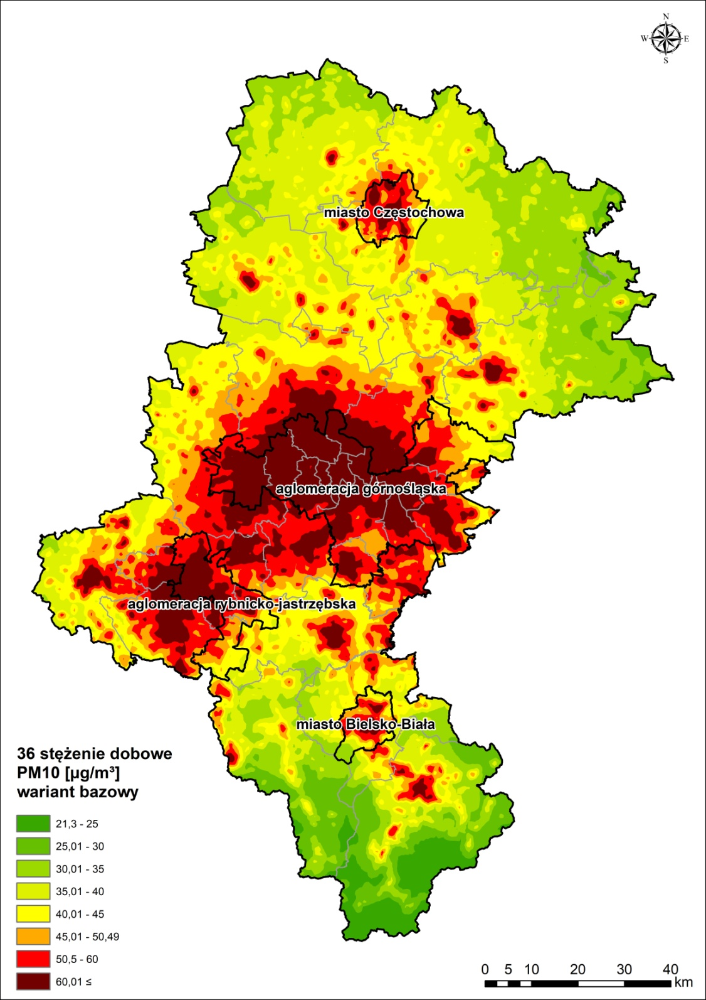 N
W E
S
miasto Częstochowa
aglomeracja górnośląska
aglomeracja rybnicko-jastrzębska
miasto Bielsko-Biała
36 stężenie dobowe
PM10 [µg/m³]
wariant bazowy
21,3 - 25
25,01 - 30
30,01 - 35
35,01 - 40
40,01 - 45
45,01 - 50,49
50,5 - 60
60,01 ≤
0 5 10 20 30 40
km